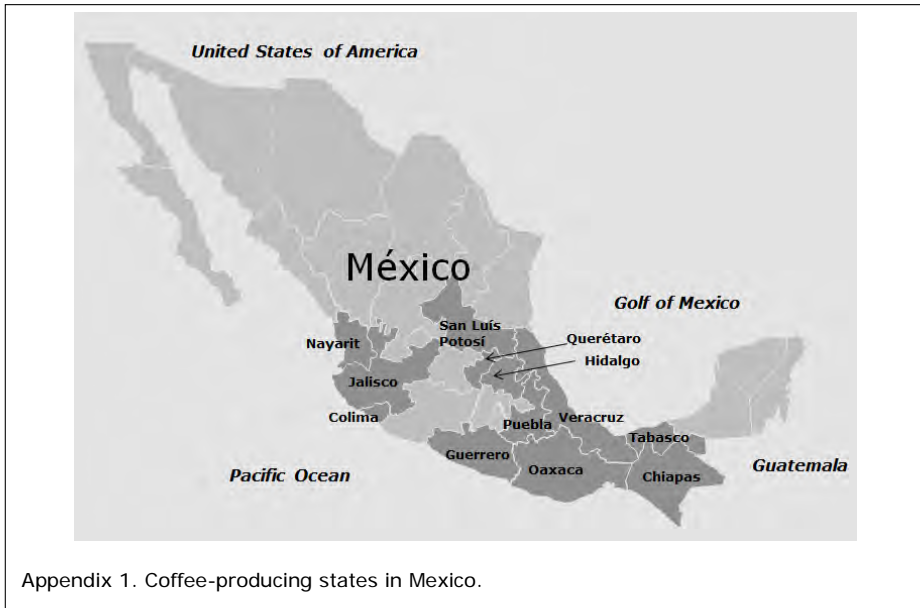 United States of America
México
Golf of Mexico
San Luís
Potosí
Querétaro
Nayarit
Hidalgo
Jalisco
Colima
Veracruz
Puebla
Tabasco
Guerrero
Oaxaca
Chiapas
Guatemala
Pacific Ocean
Appendix 1. Coffee-producing states in Mexico.